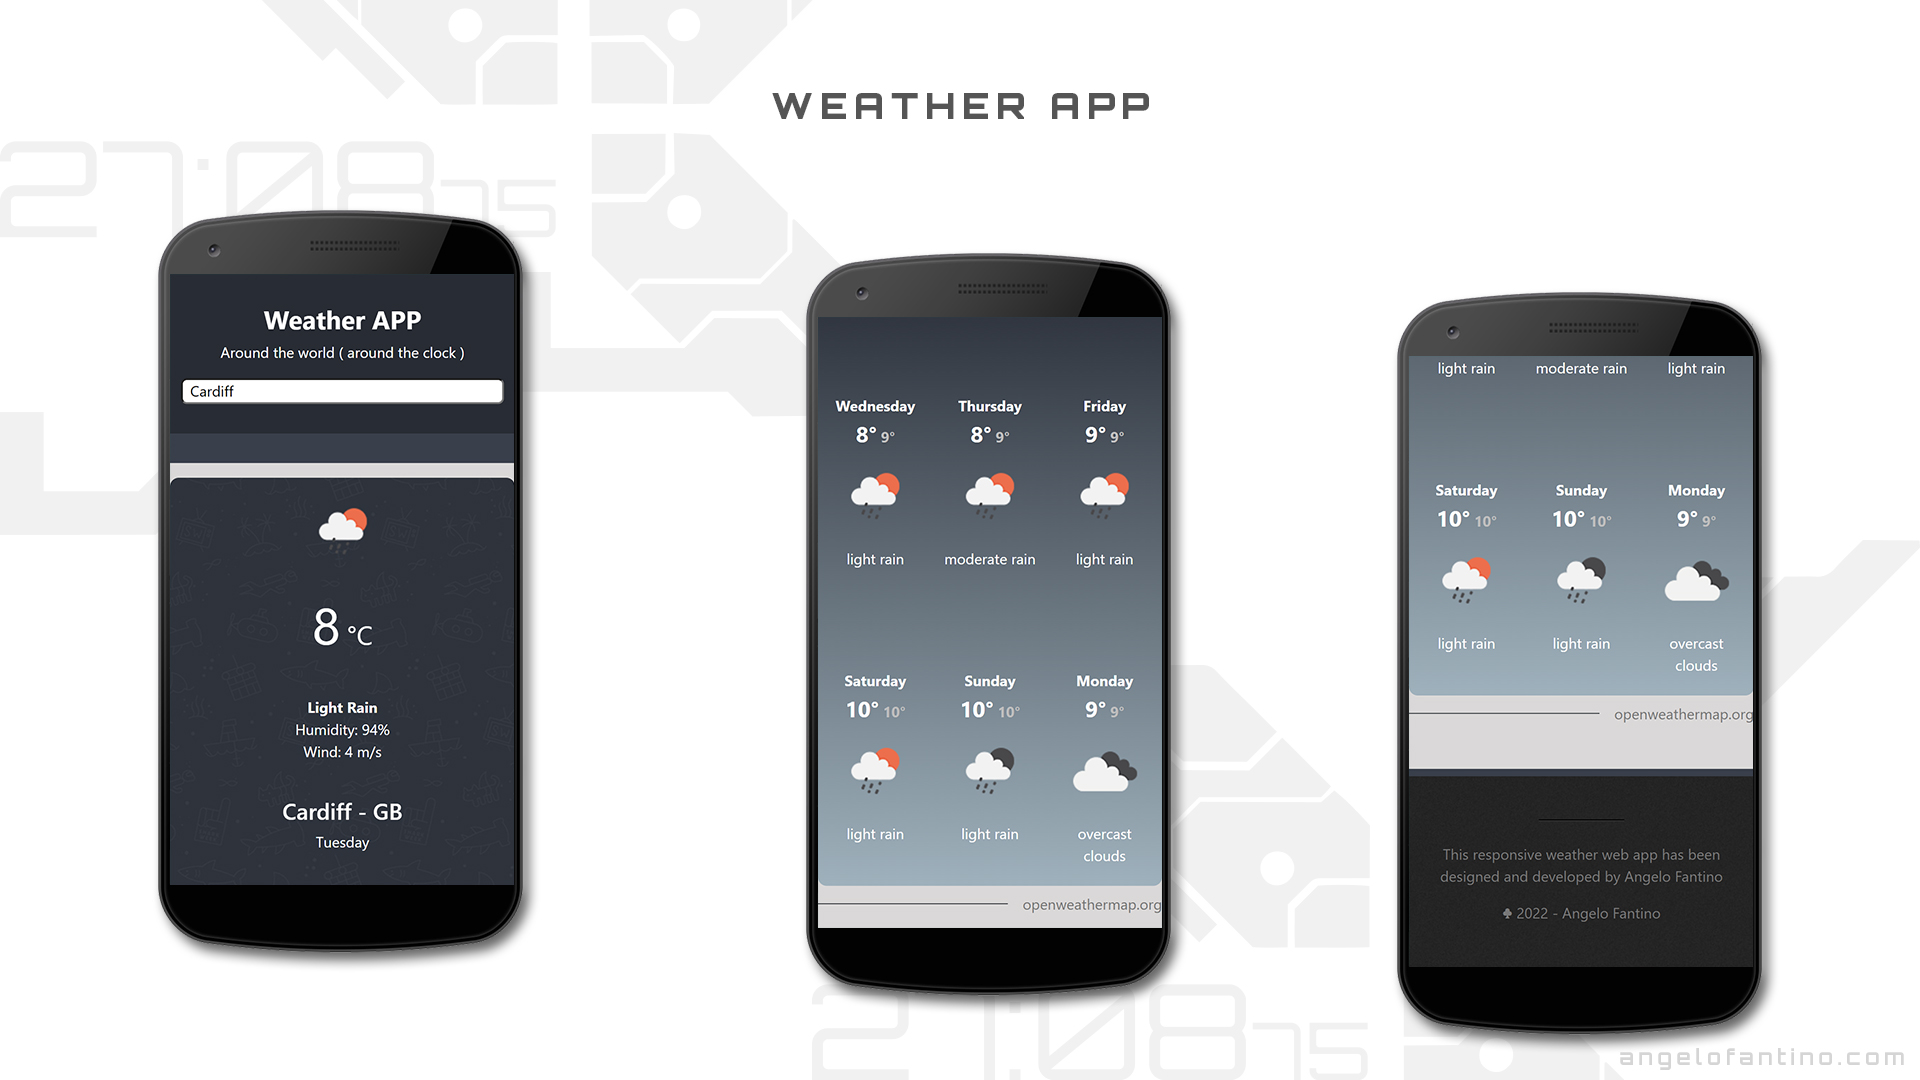 WEATHER APP
27:0875
Weather APP
Around the world ( around the clock )
Cardiff
8 °C
Light Rain
Humidity: 94%
Wind: 4 m/s
Cardiff - GB
Tuesday
Wednesday Thursday Friday
8° 9° 8° 9° 9° 9°
light rain moderate rain light rain
Saturday Sunday Monday
10° 10° 10° 10° 9° 9°
light rain light rain overcast
clouds
openweathermap.org
light rain moderate rain light rain
Saturday Sunday Monday
10° 10° 10° 10° 9° 9°
light rain light rain overcast
clouds
openweathermap.org
This responsive weather web app has been
designed and developed by Angelo Fantino
♠ 2022 - Angelo Fantino
27:0875
angelofantino.com